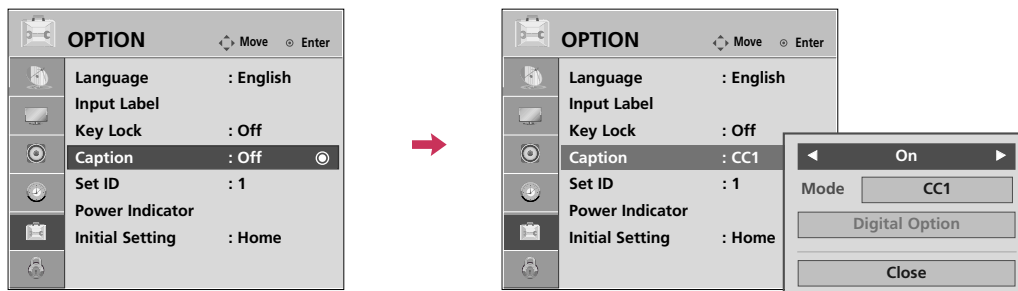 OPTION Move Enter
Language : English
Input Label
Key Lock : Off
Caption : Off
Set ID : 1
Power Indicator
Initial Setting : Home
OPTION Move Enter
Language : English
Input Label
Key Lock : Off
Caption : CC1
Set ID : 1
Power Indicator
Initial Setting : Home
On
Mode CC1
Digital Option
Close